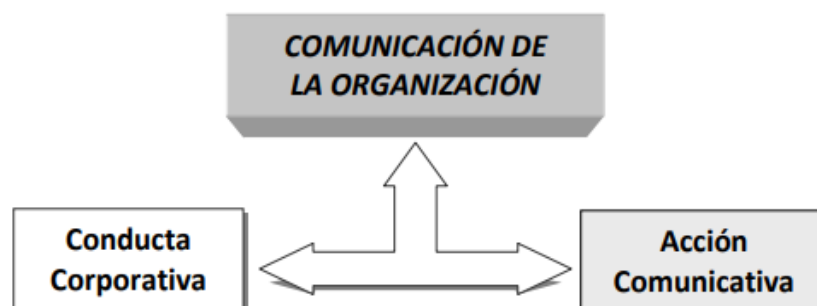 COMUNICACIÓN DE
LA ORGANIZACIÓN
Conducta
Corporativa
Acción
Comunicativa